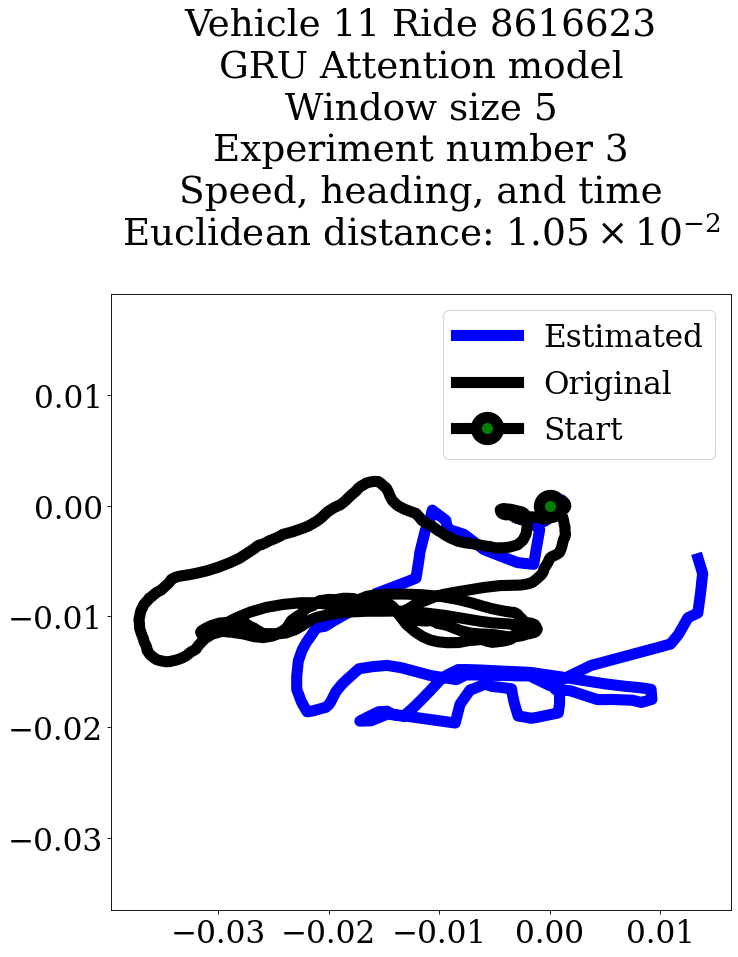 Vehicle 11 Ride 8616623
GRU Attention model
Window size 5
Experiment number 3
Speed, heading, and time
Euclidean distance: 1.05 × 10⁻²
Estimated
Original
Start
0.01
0.00
−0.01
−0.02
−0.03
−0.03 −0.02 −0.01 0.00 0.01